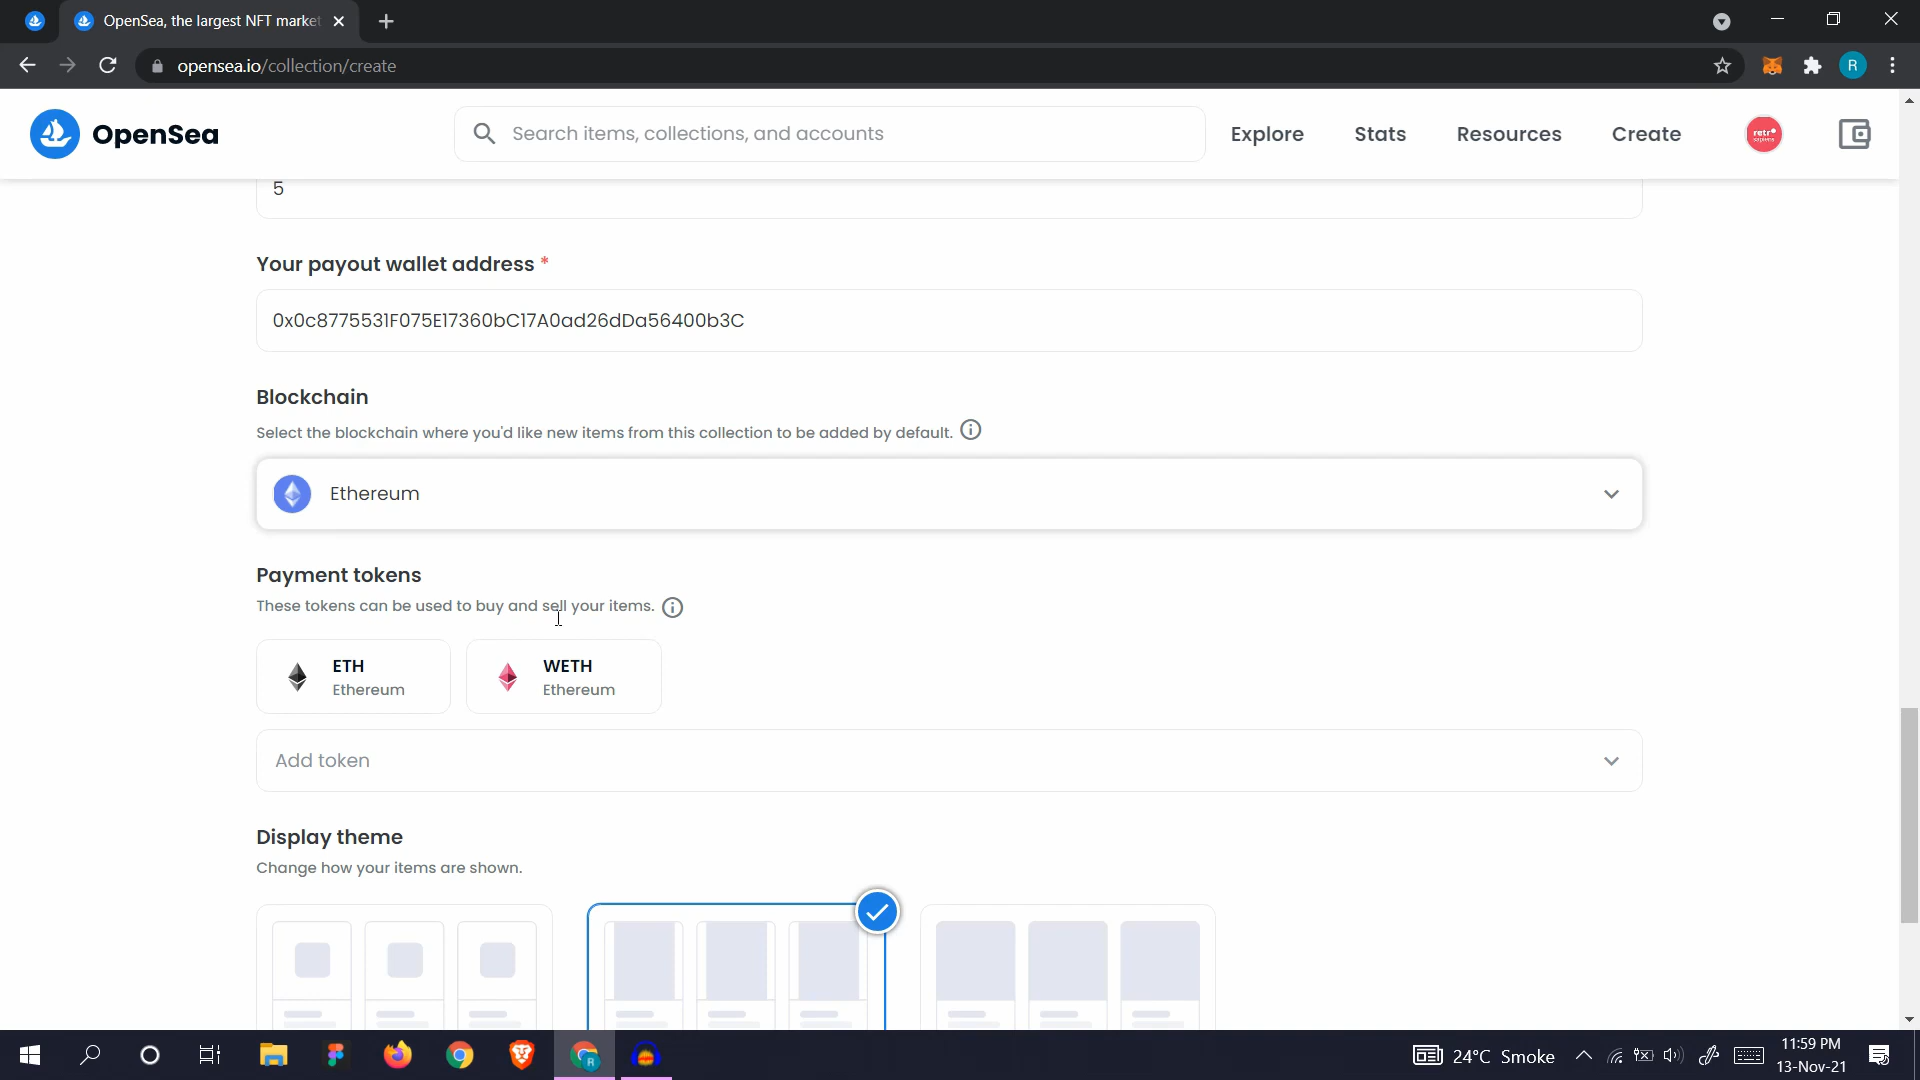 OpenSea, the largest NFT market
opensea.io/collection/create
R
OpenSea
Search items, collections, and accounts
Explore
Stats
Resources
Create
retr
5
Your payout wallet address *
0x0c8775531F075E17360bC17A0ad26dDa56400b3C
Blockchain
Select the blockchain where you'd like new items from this collection to be added by default.
Ethereum
Payment tokens
These tokens can be used to buy and sell your items.
ETH
Ethereum
WETH
Ethereum
Add token
Display theme
Change how your items are shown.
R
24°C Smoke
11:59 PM
13-Nov-21